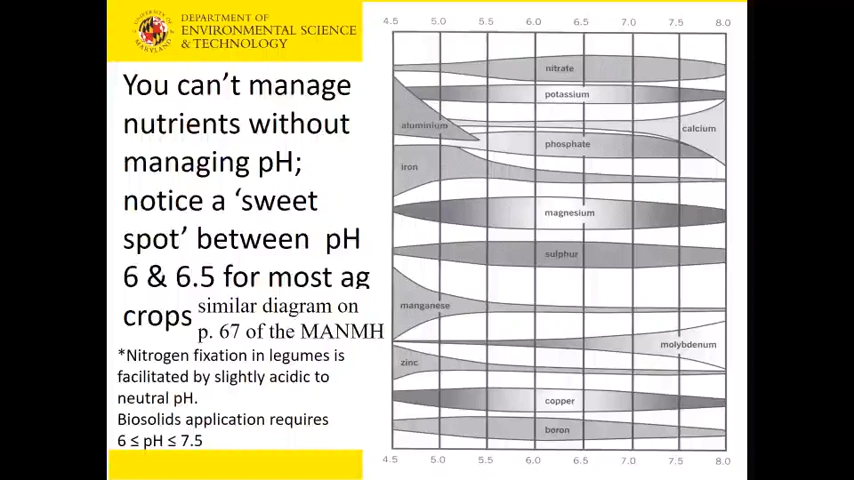 UNIVERSITY OF
MARYLAND
DEPARTMENT OF
ENVIRONMENTAL SCIENCE
& TECHNOLOGY
You can't manage
nutrients without
managing pH;
notice a 'sweet
spot' between pH
6 & 6.5 for most ag
crops
similar diagram on
p. 67 of the MANMH
*Nitrogen fixation in legumes is
facilitated by slightly acidic to
neutral pH.
Biosolids application requires
6 ≤ pH ≤ 7.5
4.5 5.0 5.5 6.0 6.5 7.0 7.5 8.0
nitrate
potassium
aluminium
calcium
phosphate
iron
magnesium
sulphur
manganese
molybdenum
zinc
copper
boron
4.5 5.0 5.5 6.0 6.5 7.0 7.5 8.0